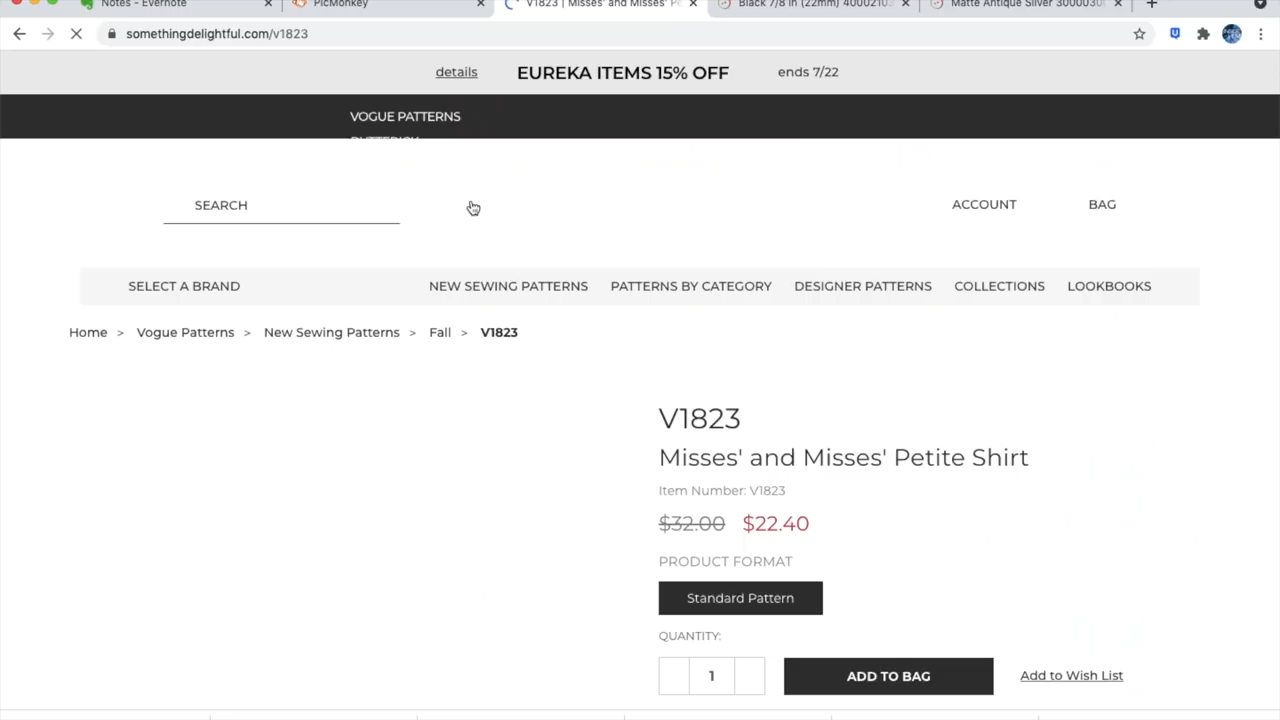 Notes - Evernote
PicMonkey
V1823 | Misses' and Misses' P
Black 7/8 in (22mm) 40002103
Matte Antique Silver 3000030
somethingdelightful.com/v1823
details
EUREKA ITEMS 15% OFF
ends 7/22
VOGUE PATTERNS
BUTTERICK
SEARCH
ACCOUNT
BAG
SELECT A BRAND
NEW SEWING PATTERNS
PATTERNS BY CATEGORY
DESIGNER PATTERNS
COLLECTIONS
LOOKBOOKS
Home > Vogue Patterns > New Sewing Patterns > Fall > V1823
V1823
Misses' and Misses' Petite Shirt
Item Number: V1823
$32.00 $22.40
PRODUCT FORMAT
Standard Pattern
QUANTITY:
1
ADD TO BAG
Add to Wish List